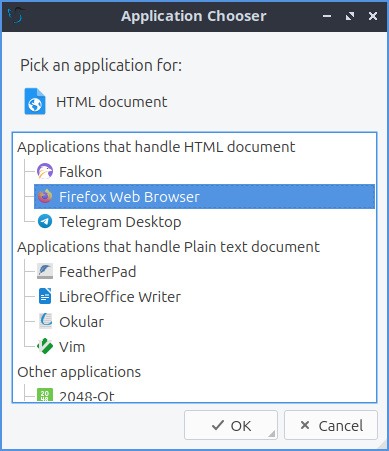 Application Chooser
Pick an application for:
HTML document
Applications that handle HTML document
Falkon
Firefox Web Browser
Telegram Desktop
Applications that handle Plain text document
FeatherPad
LibreOffice Writer
Okular
Vim
Other applications
2048-Qt
OK
Cancel